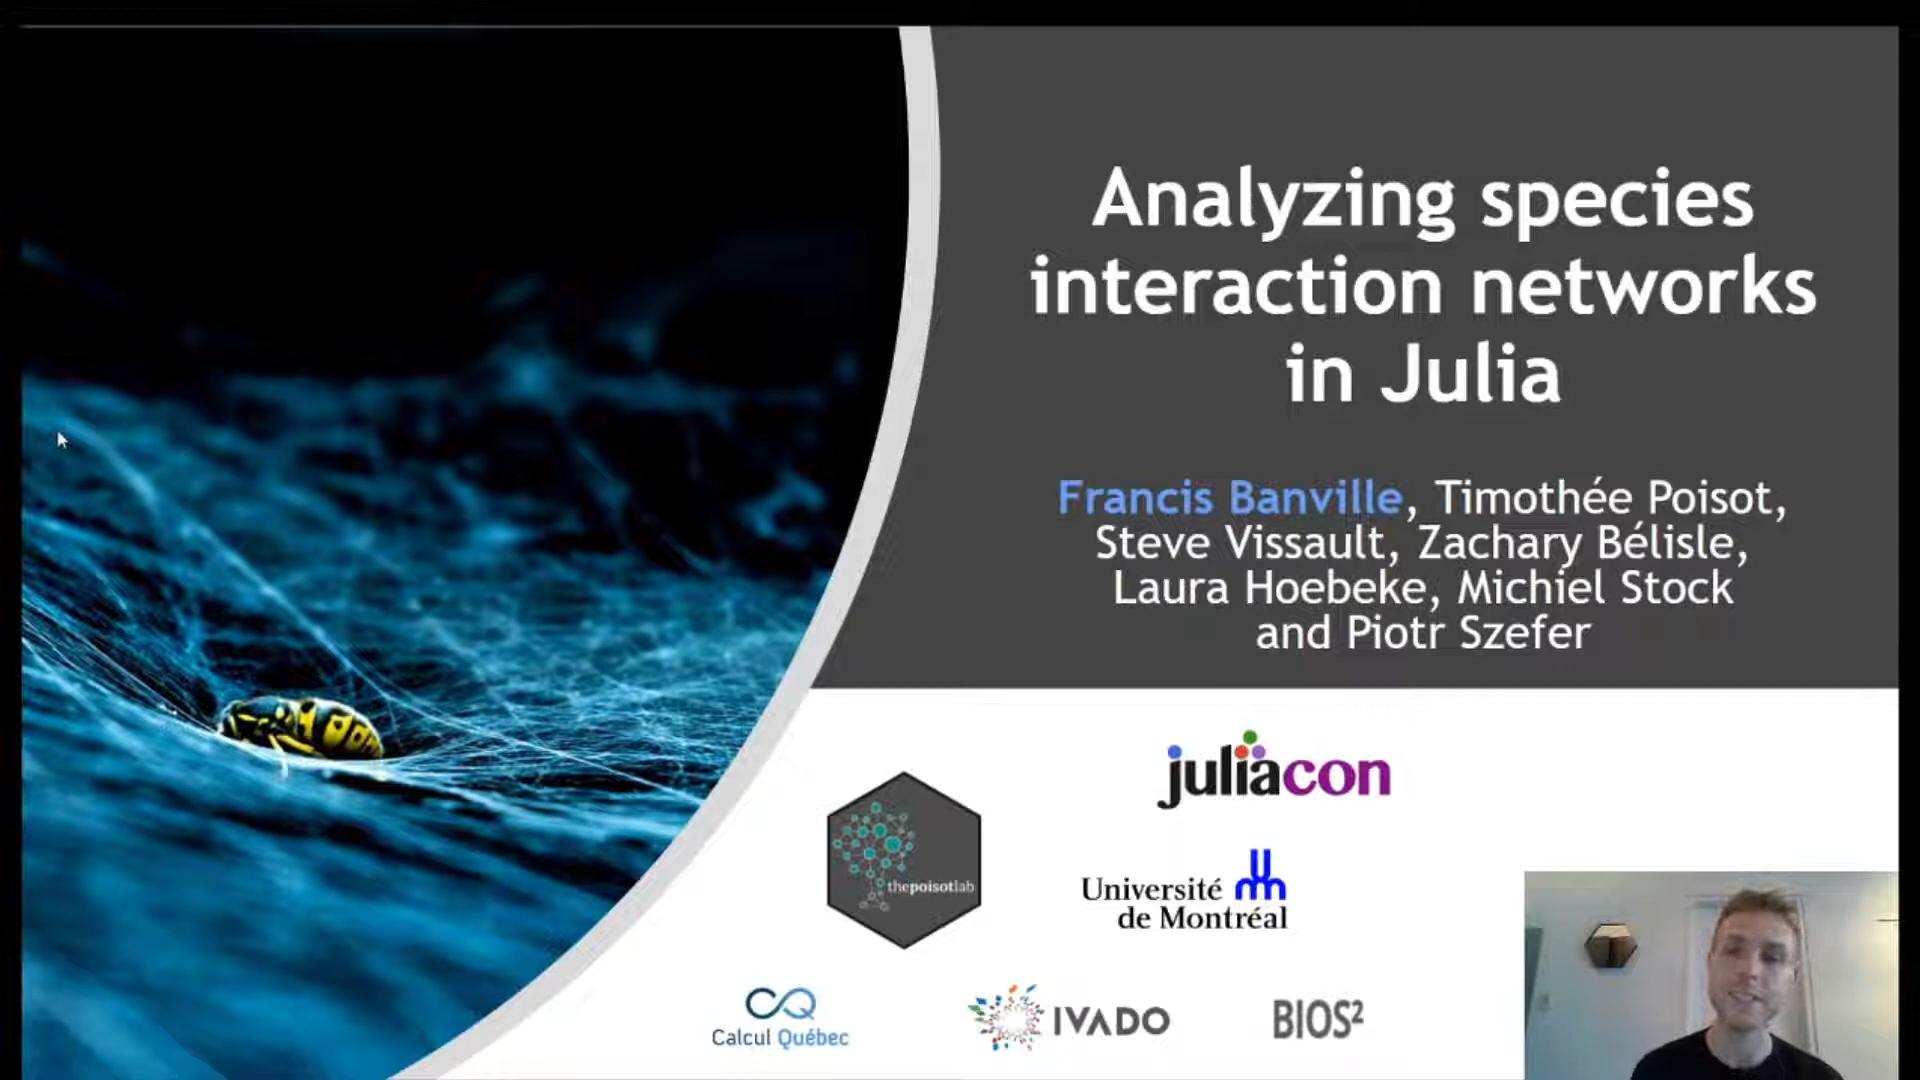 Analyzing species
interaction networks
in Julia
Francis Banville, Timothée Poisot,
Steve Vissault, Zachary Bélisle,
Laura Hoebeke, Michiel Stock
and Piotr Szefer
juliacon
thepoisotlab
Université
de Montréal
Calcul Québec
IVADO
BIOS²